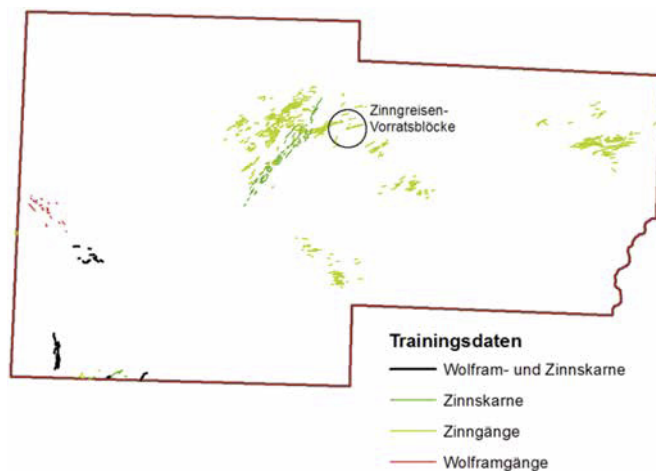 Zinngreisen-
Vorratsblöcke
Trainingsdaten
Wolfram- und Zinnskarne
Zinnskarne
Zinngänge
Wolframgänge